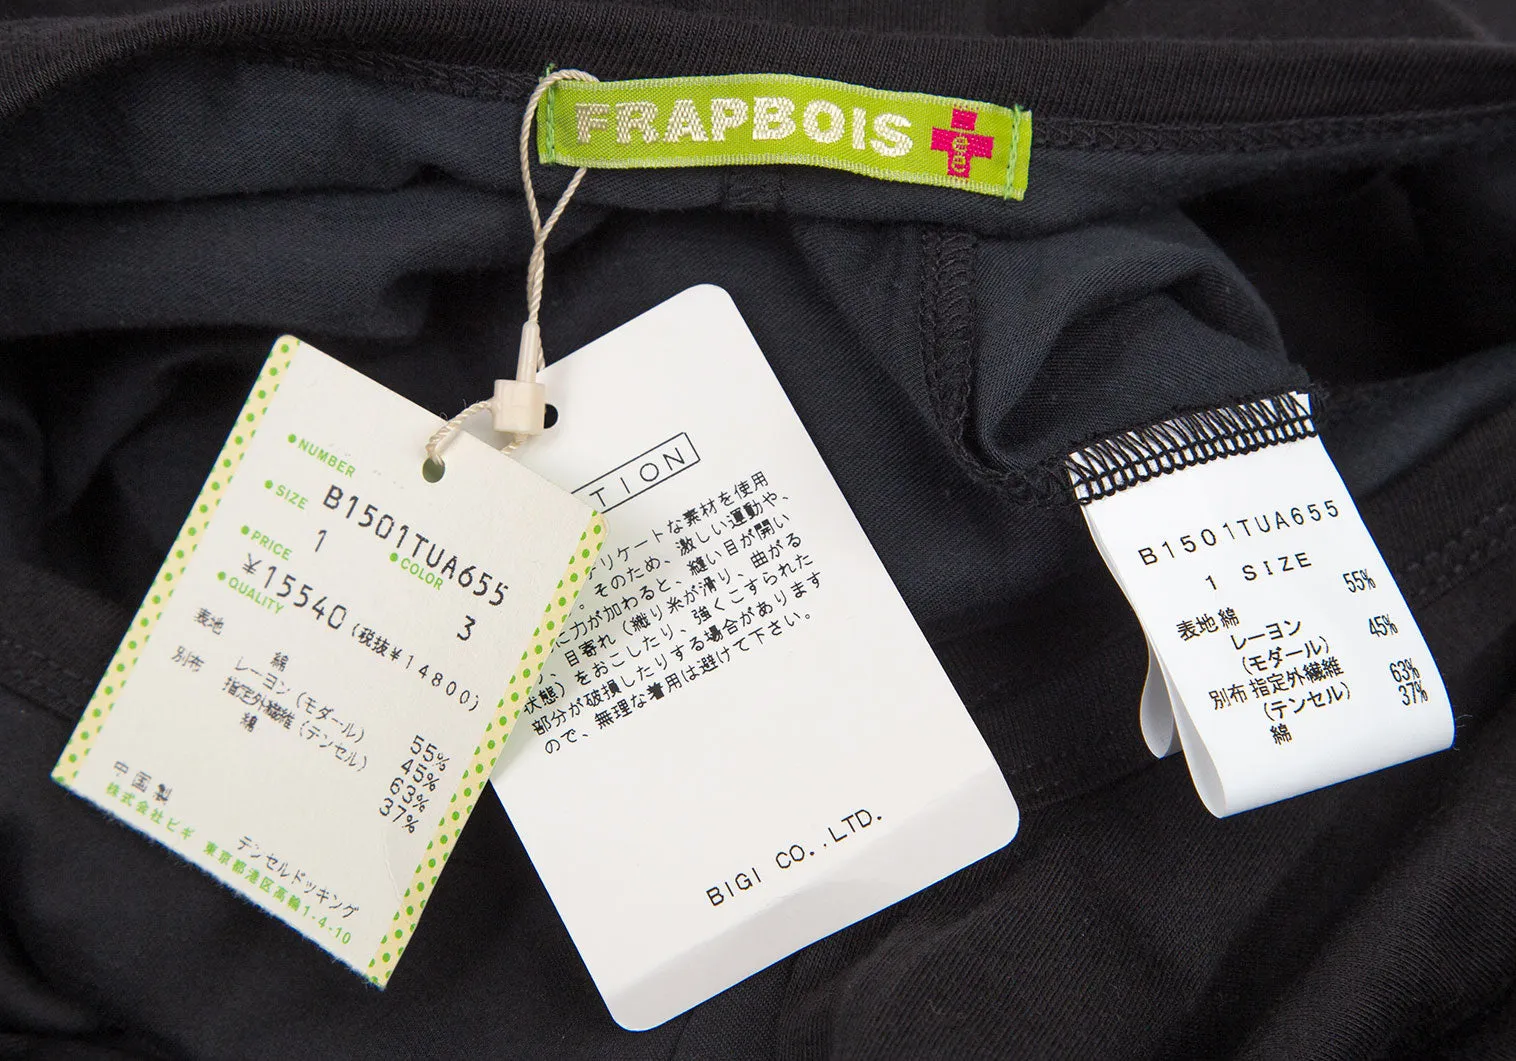 FRAPBOIS
NUMBER
B1501TUA655
SIZE
1
COLOR
3
PRICE
¥15540(税抜¥14800)
QUALITY
表地
綿 55%
レーヨン(モダール) 45%
別布
指定外繊維(テンセル) 63%
綿 37%
中国製
テンセルドッキング
株式会社ビギ 東京都港区高輪1-4-10
TION
リケートな素材を使用
。そのため、激しい運動や、
力が加わると、縫い目が開い
目寄れ(織り糸が滑り、曲がる
状態)をおこしたり、強くこすられた
部分が破損したりする場合があります
ので、無理な着用は避けて下さい。
BIGI CO.,LTD.
B1501TUA655
1 SIZE
表地 綿 55%
レーヨン 45%
(モダール)
別布 指定外繊維 63%
(テンセル) 37%
綿